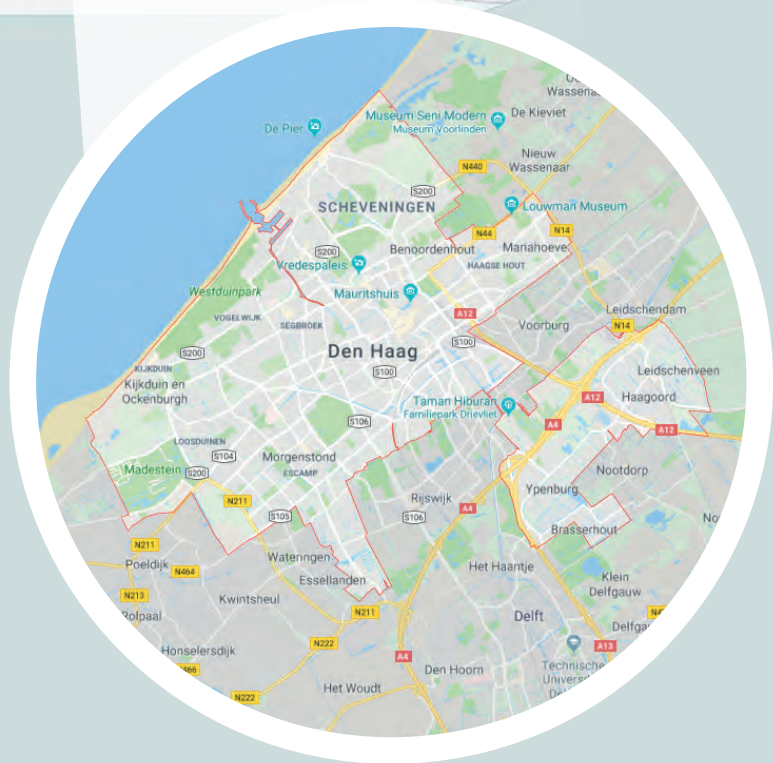 Wassenaar
De Pier
Museum Seni Modern
Museum Voorlinden
De Kieviet
Nieuw
Wassenaar
N440
S200
SCHEVENINGEN
Louwman Museum
N44
N14
S200
Benoordenhout
Mariahoeve
Vredespaleis
HAAGSE HOUT
Westduinpark
Mauritshuis
Leidschendam
A12
VOGELWIJK
SEGBROEK
Voorburg
N14
S200
Den Haag
S100
KIJKDUIN
S100
Leidschenveen
Kijkduin en
Ockenburgh
Taman Hiburan
Familiepark Drievliet
A12
Haagoord
S106
A4
A12
LOOSDUINEN
S104
Morgenstond
Madestein
S200
ESCAMP
Nootdorp
N211
Rijswijk
Ypenburg
S105
S106
A4
No
Brasserhout
N211
Wateringen
Poeldijk
N464
Essellanden
Het Haantje
Klein
Delfgauw
N213
Kwintsheul
N211
Rolpaal
Delft
N222
Honselersdijk
A4
A13
Den Hoorn
Technische
Het Woudt
N222